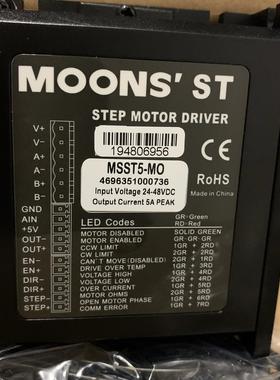 MOONS' ST
STEP MOTOR DRIVER
194806956
MSST5-MO
4696351000736
Input Voltage 24-48VDC
Output Current 5A PEAK
CE
RoHS
Made in China
V+
V-
A+
A-
B+
B-
GND
AIN
+5V
OUT-
OUT+
EN-
EN+
DIR-
DIR+
STEP-
STEP+
LED Codes
GR-Green
RD-Red
MOTOR DISABLED SOLID GREEN
MOTOR ENABLED GR GR GR
CCW LIMIT 1GR + 2RD
CW LIMIT 2GR + 1RD
CAN'T MOVE(DISABLED) 2GR + 2RD
DRIVE OVER TEMP 1GR + 3RD
VOLTAGE HIGH 1GR + 4RD
VOLTAGE LOW 2GR + 4RD
OVER CURRENT 1GR + 5RD
MOTOR OHMS 2GR + 5RD
OPEN MOTOR 1GR + 6RD
COMM ERROR 1GR + 7RD